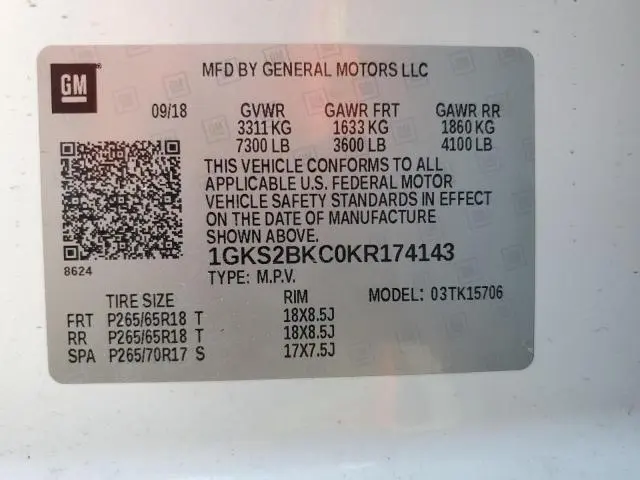 GM
MFD BY GENERAL MOTORS LLC
09/18 GVWR GAWR FRT GAWR RR
3311 KG 1633 KG 1860 KG
7300 LB 3600 LB 4100 LB
THIS VEHICLE CONFORMS TO ALL
APPLICABLE U.S. FEDERAL MOTOR
VEHICLE SAFETY STANDARDS IN EFFECT
ON THE DATE OF MANUFACTURE
SHOWN ABOVE.
8624
1GKS2BKC0KR174143
TYPE: M.P.V.
MODEL: 03TK15706
TIRE SIZE RIM
FRT P265/65R18 T 18X8.5J
RR P265/65R18 T 18X8.5J
SPA P265/70R17 S 17X7.5J